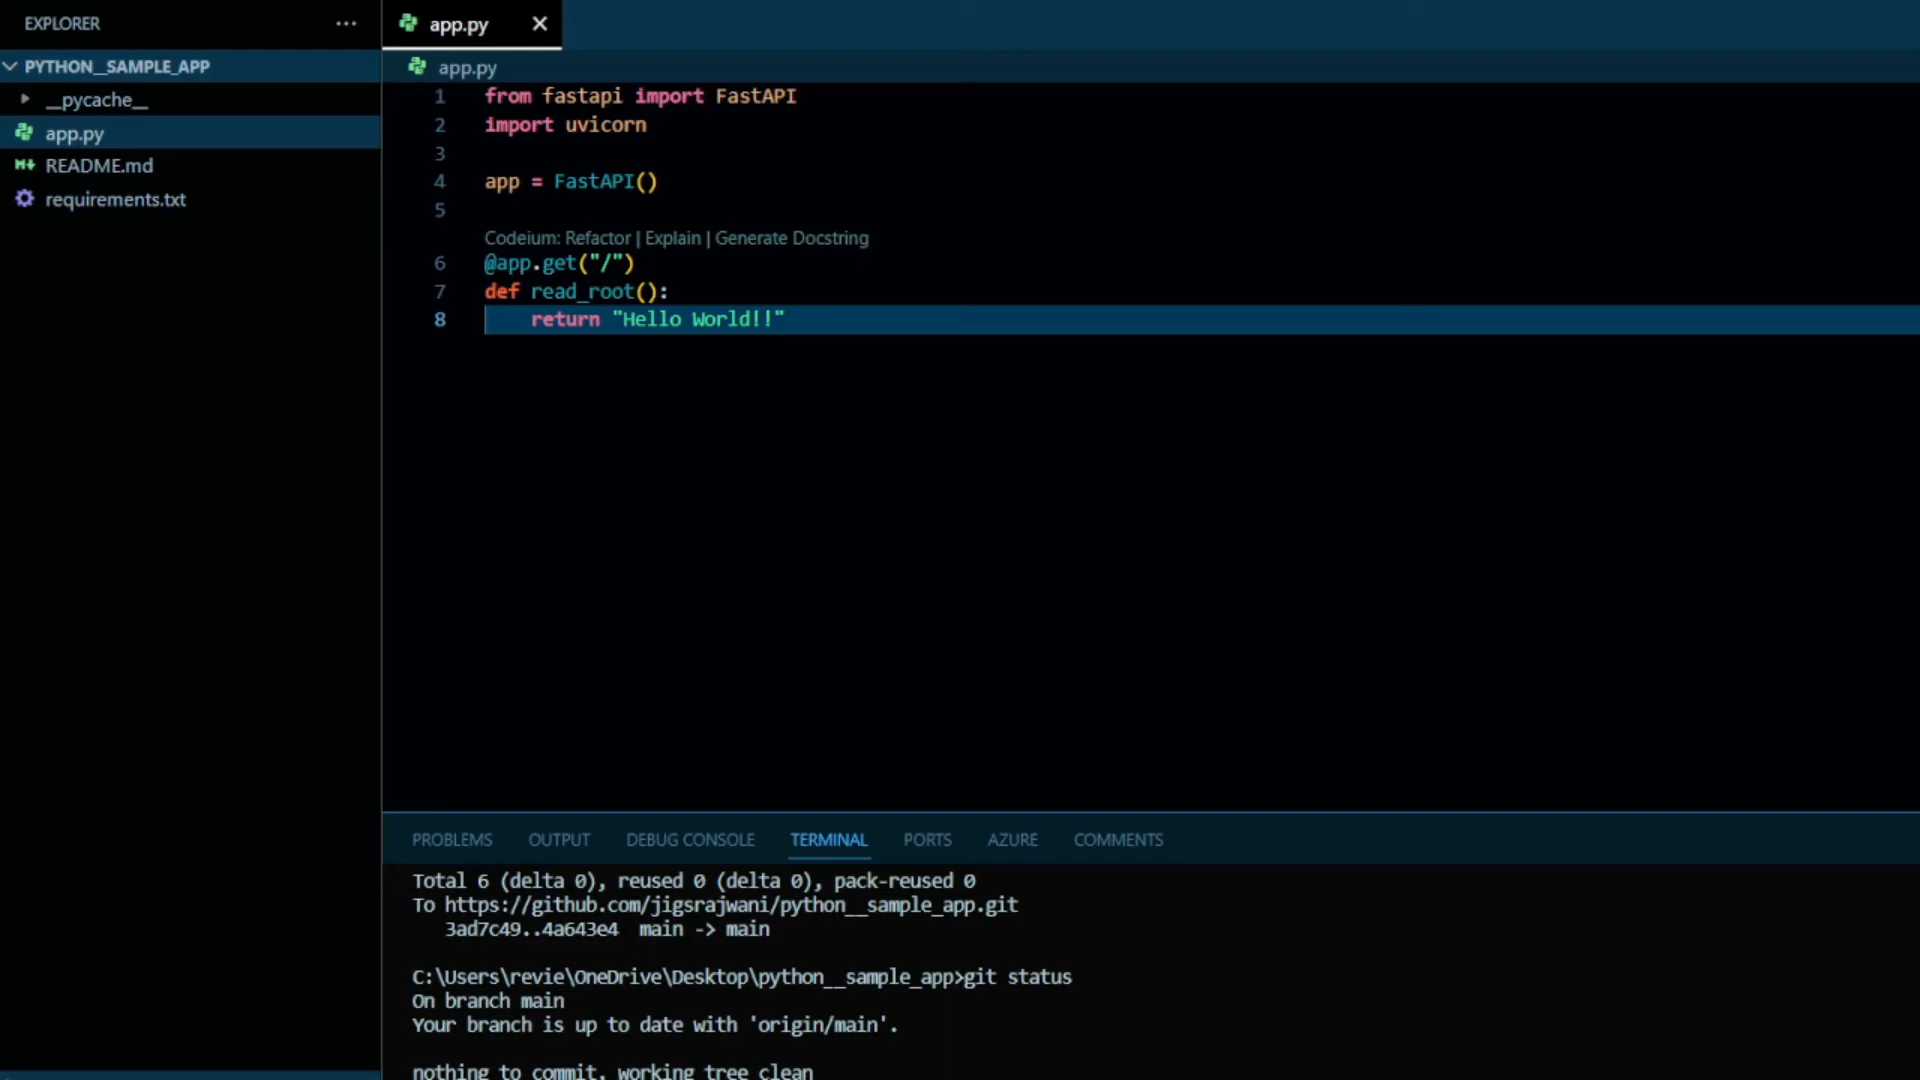 EXPLORER
PYTHON__SAMPLE_APP
__pycache__
app.py
README.md
requirements.txt
app.py
app.py
1 from fastapi import FastAPI
2 import uvicorn
3
4 app = FastAPI()
5
Codeium: Refactor | Explain | Generate Docstring
6 @app.get("/")
7 def read_root():
8 return "Hello World!!"
PROBLEMS OUTPUT DEBUG CONSOLE TERMINAL PORTS AZURE COMMENTS
Total 6 (delta 0), reused 0 (delta 0), pack-reused 0
To https://github.com/jigsrajwani/python__sample_app.git
3ad7c49..4a643e4 main -> main
C:\Users\revie\OneDrive\Desktop\python__sample_app>git status
On branch main
Your branch is up to date with 'origin/main'.
nothing to commit, working tree clean